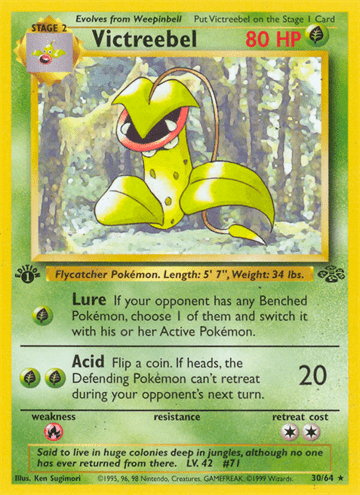 Evolves from Weepinbell Put Victreebel on the Stage 1 Card
STAGE 2
Victreebel 80 HP
EDITION 1
Flycatcher Pokémon. Length: 5' 7", Weight: 34 lbs.
Lure If your opponent has any Benched
Pokémon, choose 1 of them and switch it
with his or her Active Pokémon.
Acid Flip a coin. If heads, the
Defending Pokémon can't retreat
during your opponent's next turn.
20
weakness resistance retreat cost
Said to live in huge colonies deep in jungles, although no one
has ever returned from there. LV. 42 #71
Illus. Ken Sugimori ©1995, 96, 98 Nintendo, Creatures, GAMEFREAK. ©1999 Wizards. 30/64 ★